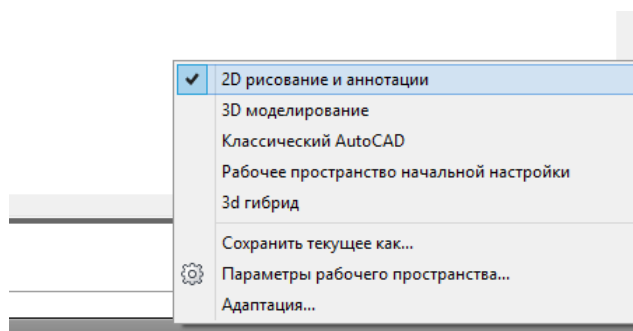 2D рисование и аннотации
3D моделирование
Классический AutoCAD
Рабочее пространство начальной настройки
3d гибрид
Сохранить текущее как...
Параметры рабочего пространства...
Адаптация...